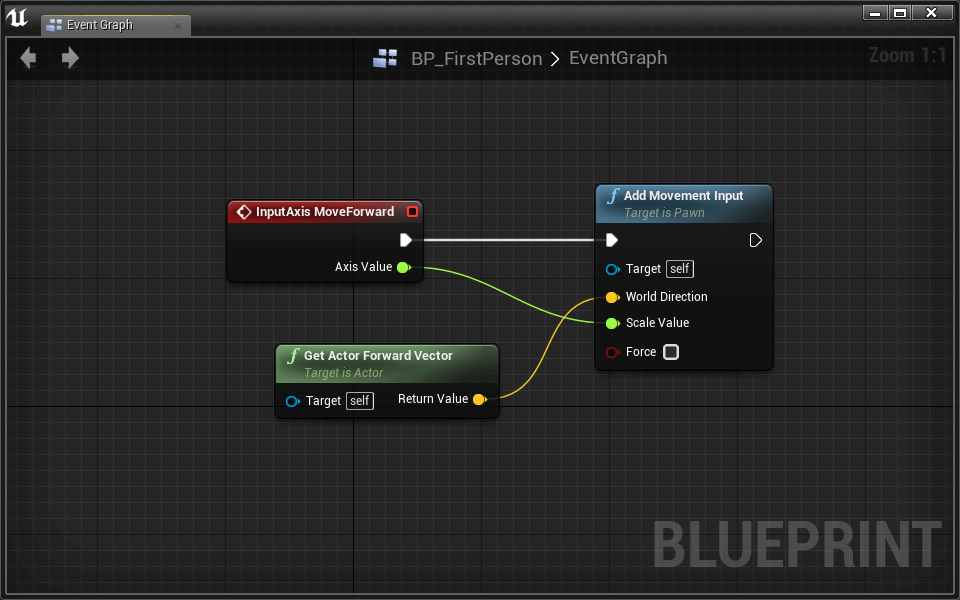 Event Graph
BP_FirstPerson > EventGraph
Zoom 1:1
InputAxis MoveForward
Axis Value
Add Movement Input
Target is Pawn
Target self
World Direction
Scale Value
Force
Get Actor Forward Vector
Target is Actor
Target self Return Value
BLUEPRINT